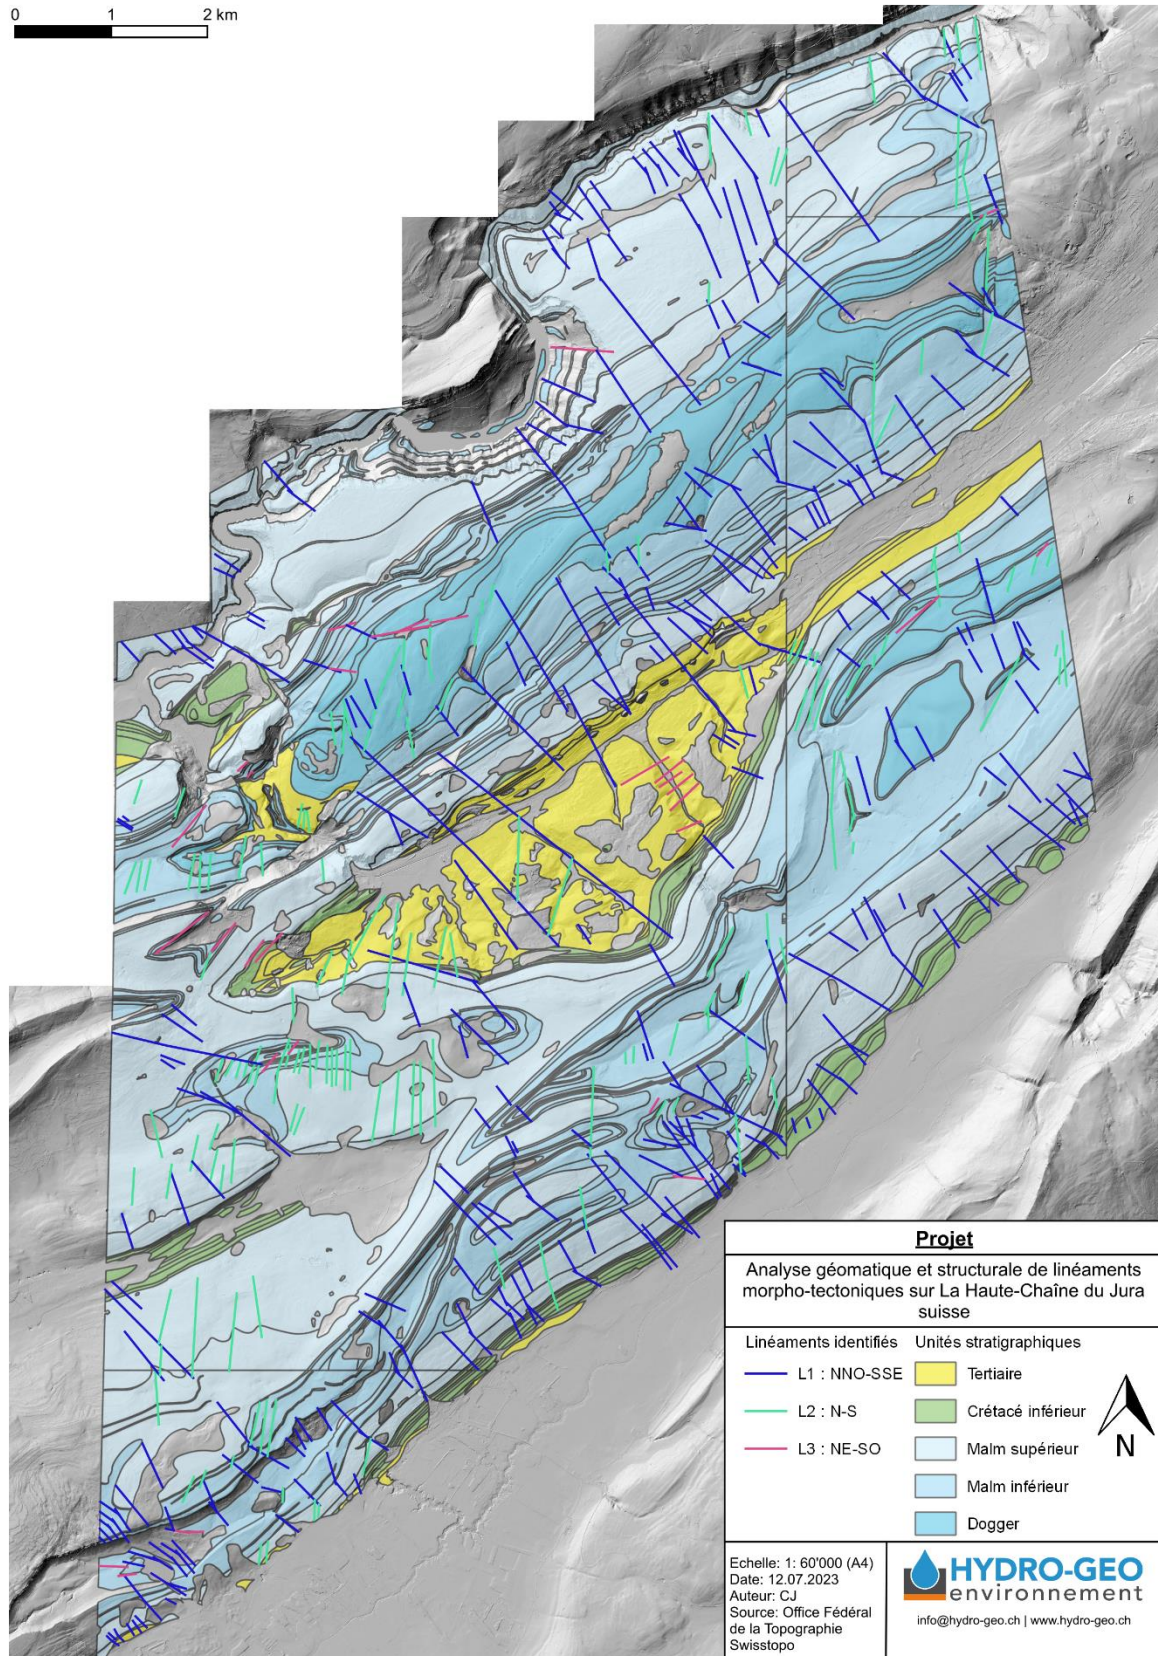 0 1 2 km
Projet
Analyse géomatique et structurale de linéaments
morpho-tectoniques sur La Haute-Chaîne du Jura
suisse
Linéaments identifiés
L1 : NNO-SSE
L2 : N-S
L3 : NE-SO
Unités stratigraphiques
Tertiaire
Crétacé inférieur
Malm supérieur
Malm inférieur
Dogger
N
Echelle: 1: 60'000 (A4)
Date: 12.07.2023
Auteur: CJ
Source: Office Fédéral
de la Topographie
Swisstopo
HYDRO-GEO
environnement
info@hydro-geo.ch | www.hydro-geo.ch